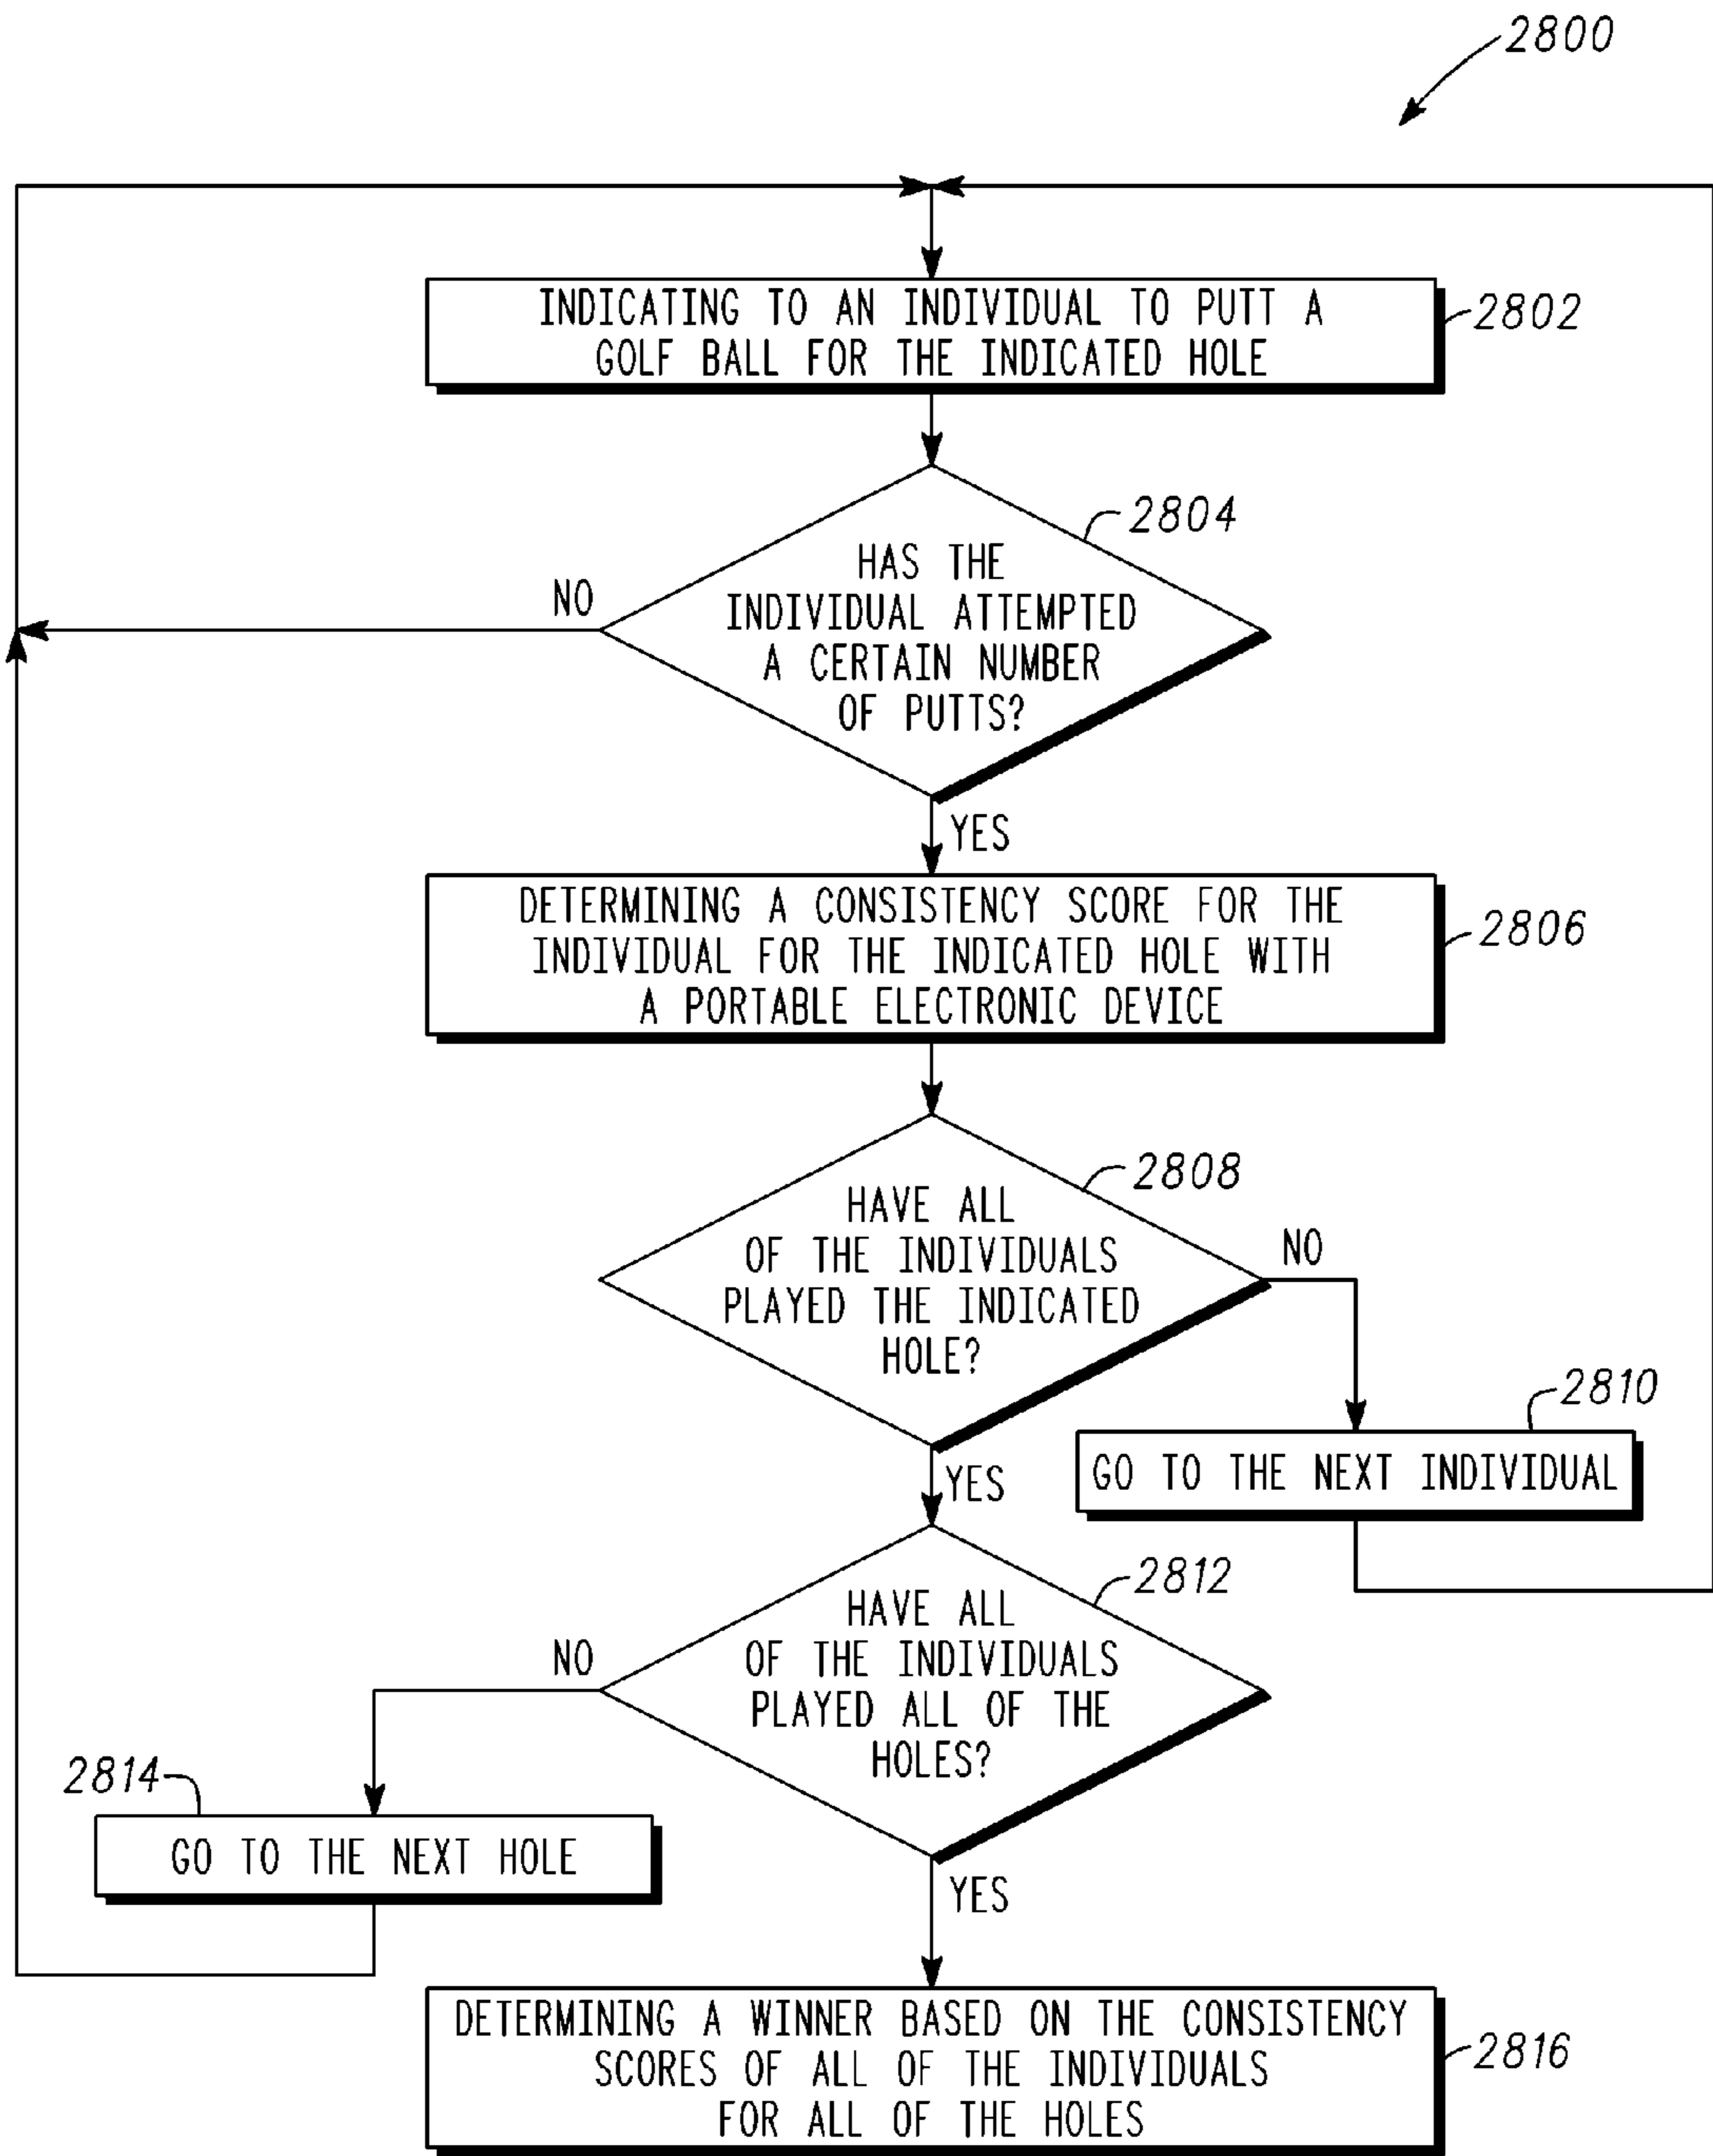 2800
INDICATING TO AN INDIVIDUAL TO PUTT A
GOLF BALL FOR THE INDICATED HOLE
2802
2804
HAS THE
INDIVIDUAL ATTEMPTED
A CERTAIN NUMBER
OF PUTTS?
NO
YES
DETERMINING A CONSISTENCY SCORE FOR THE
INDIVIDUAL FOR THE INDICATED HOLE WITH
A PORTABLE ELECTRONIC DEVICE
2806
2808
HAVE ALL
OF THE INDIVIDUALS
PLAYED THE INDICATED
HOLE?
NO
YES
2810
GO TO THE NEXT INDIVIDUAL
2812
HAVE ALL
OF THE INDIVIDUALS
PLAYED ALL OF THE
HOLES?
NO
YES
2814
GO TO THE NEXT HOLE
DETERMINING A WINNER BASED ON THE CONSISTENCY
SCORES OF ALL OF THE INDIVIDUALS
FOR ALL OF THE HOLES
2816